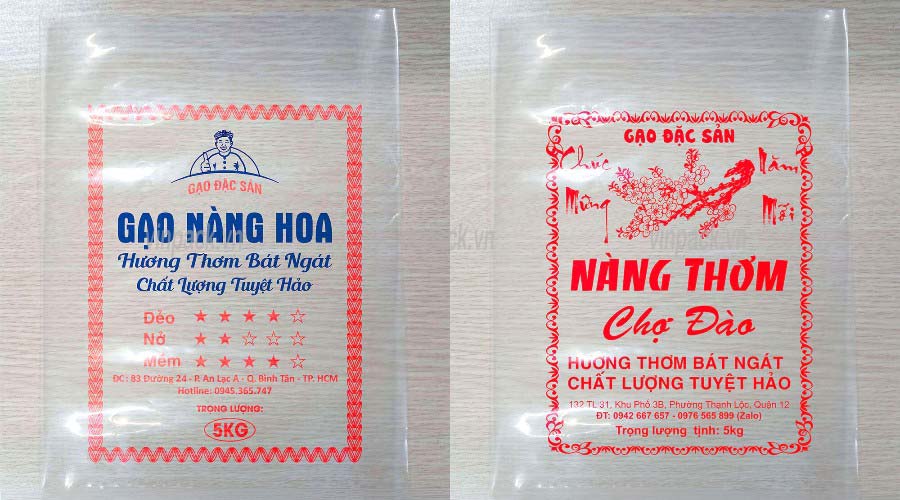 GẠO ĐẶC SẢN
GẠO NÀNG HOA
Hương Thơm Bát Ngát
Chất Lượng Tuyệt Hảo
Dẻo ★ ★ ★ ★ ☆
Nở ★ ★ ☆ ☆ ☆
Mềm ★ ★ ★ ★ ☆
ĐC: 83 Đường 24 - P. An Lạc A - Q. Bình Tân - TP. HCM
Hotline: 0945.365.747
TRỌNG LƯỢNG:
5KG
vinpack.vn
GẠO ĐẶC SẢN
Chúc Năm
Mừng Mới
NÀNG THƠM
Chợ Đào
HƯƠNG THƠM BÁT NGÁT
CHẤT LƯỢNG TUYỆT HẢO
132 TL 31, Khu Phố 3B, Phường Thạnh Lộc, Quận 12
ĐT: 0942 667 657 - 0976 565 899 (Zalo)
Trọng lượng tịnh: 5kg
vinpack.vn